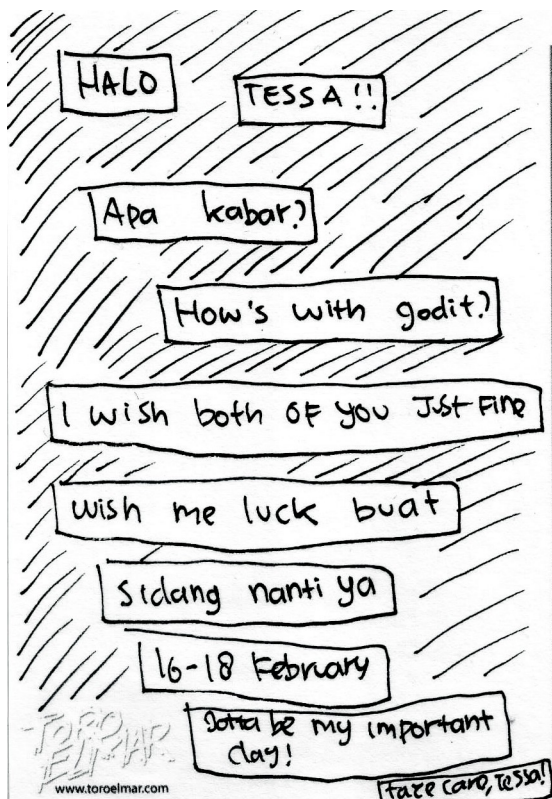 HALO
TESSA!!
Apa kabar?
How's with godit?
I wish both of you Just Fine
wish me luck buat
sidang nanti ya
16-18 February
Gotta be my important
day!
take care, Tessa!
TORO
ELMAR
www.toroelmar.com